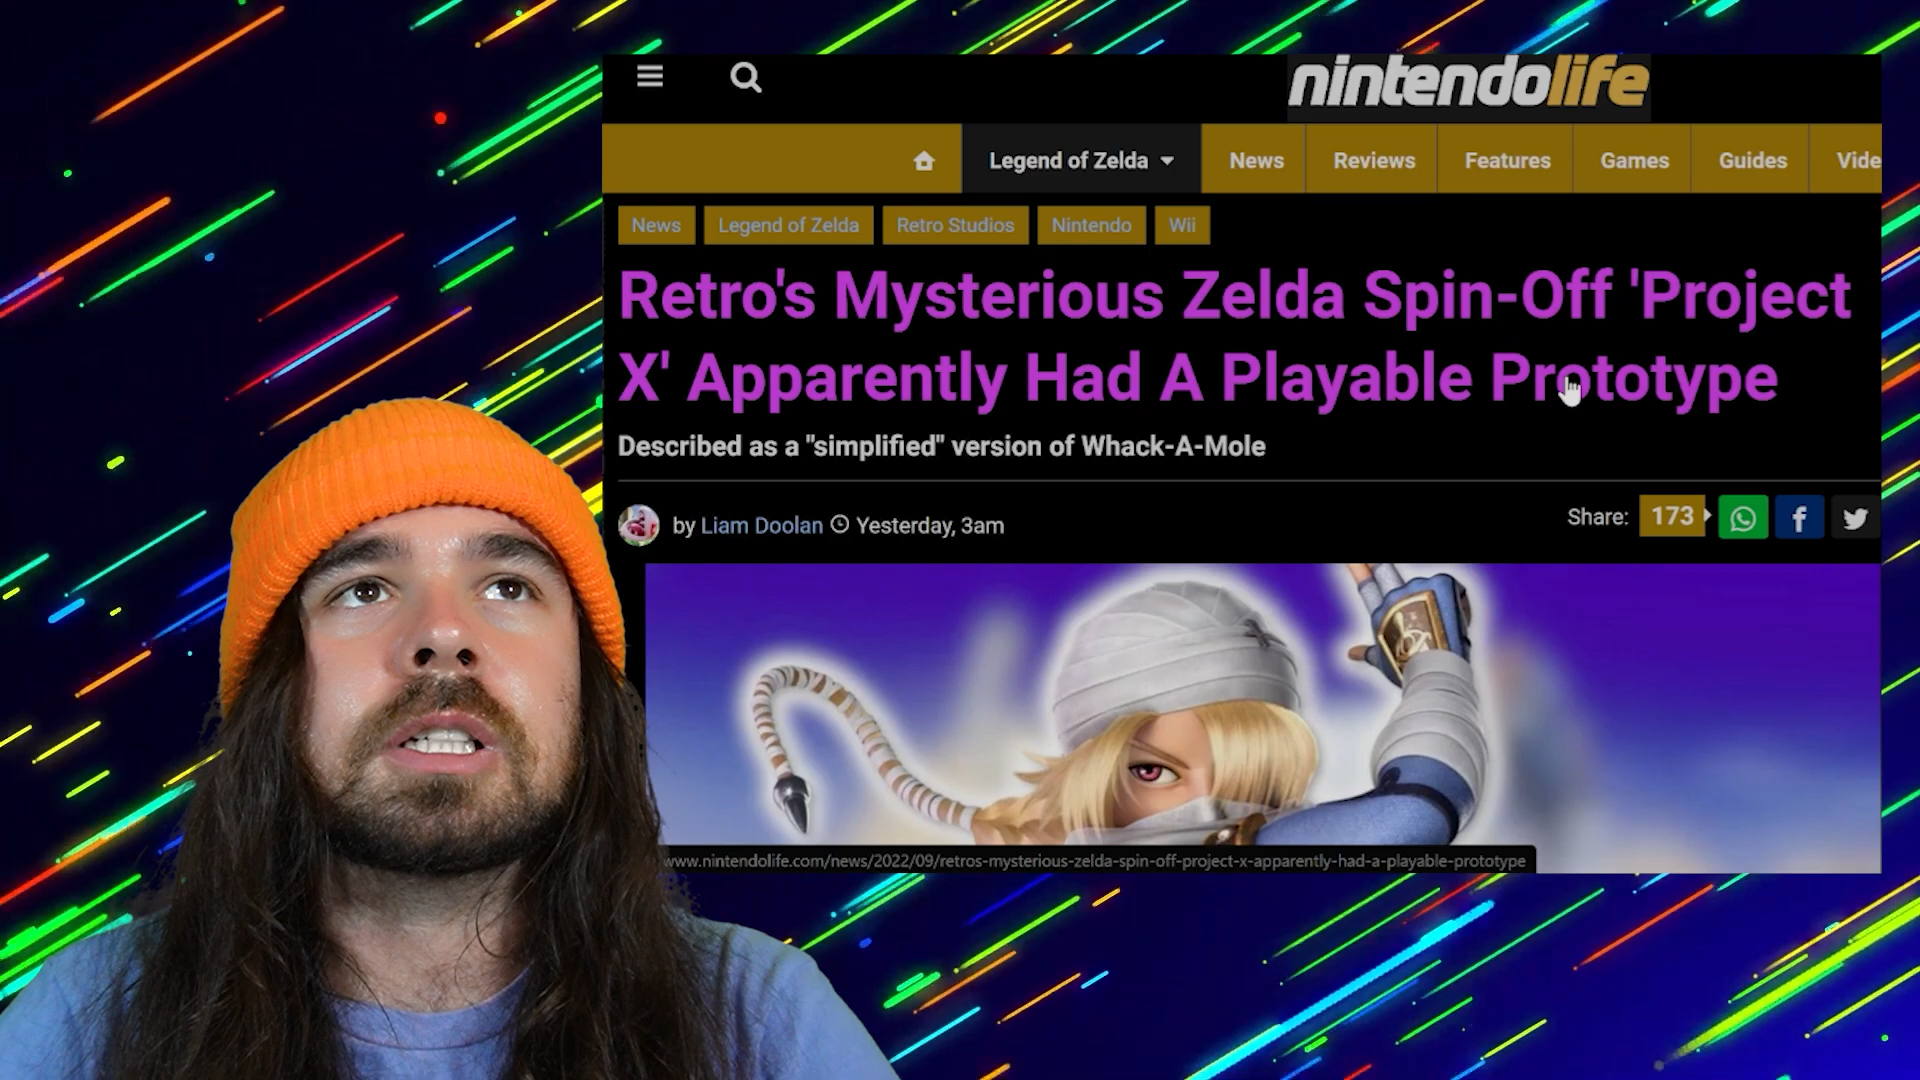 nintendolife
Legend of Zelda News Reviews Features Games Guides Vide
News Legend of Zelda Retro Studios Nintendo Wii
Retro's Mysterious Zelda Spin-Off 'Project
X' Apparently Had A Playable Prototype
Described as a "simplified" version of Whack-A-Mole
by Liam Doolan Yesterday, 3am
Share: 173
www.nintendolife.com/news/2022/09/retros-mysterious-zelda-spin-off-project-x-apparently-had-a-playable-prototype